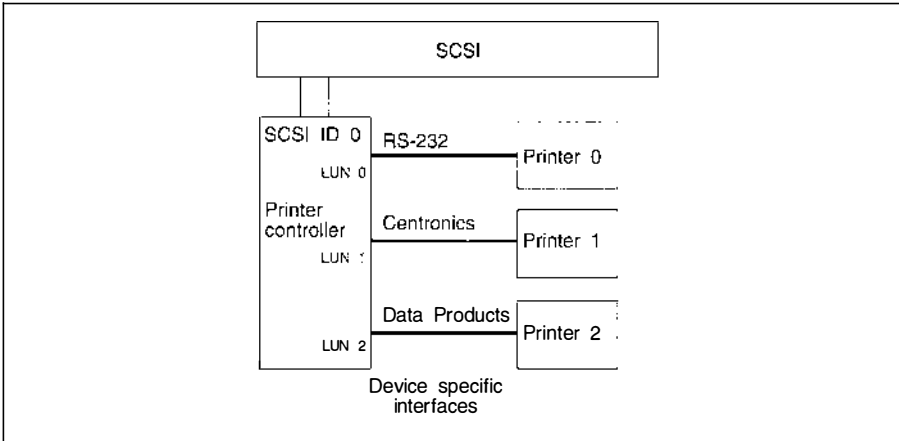 SCSI
SCSI ID 0
RS-232
Printer 0
LUN 0
Printer
controller
Centronics
Printer 1
LUN 1
Data Products
Printer 2
LUN 2
Device specific
interfaces